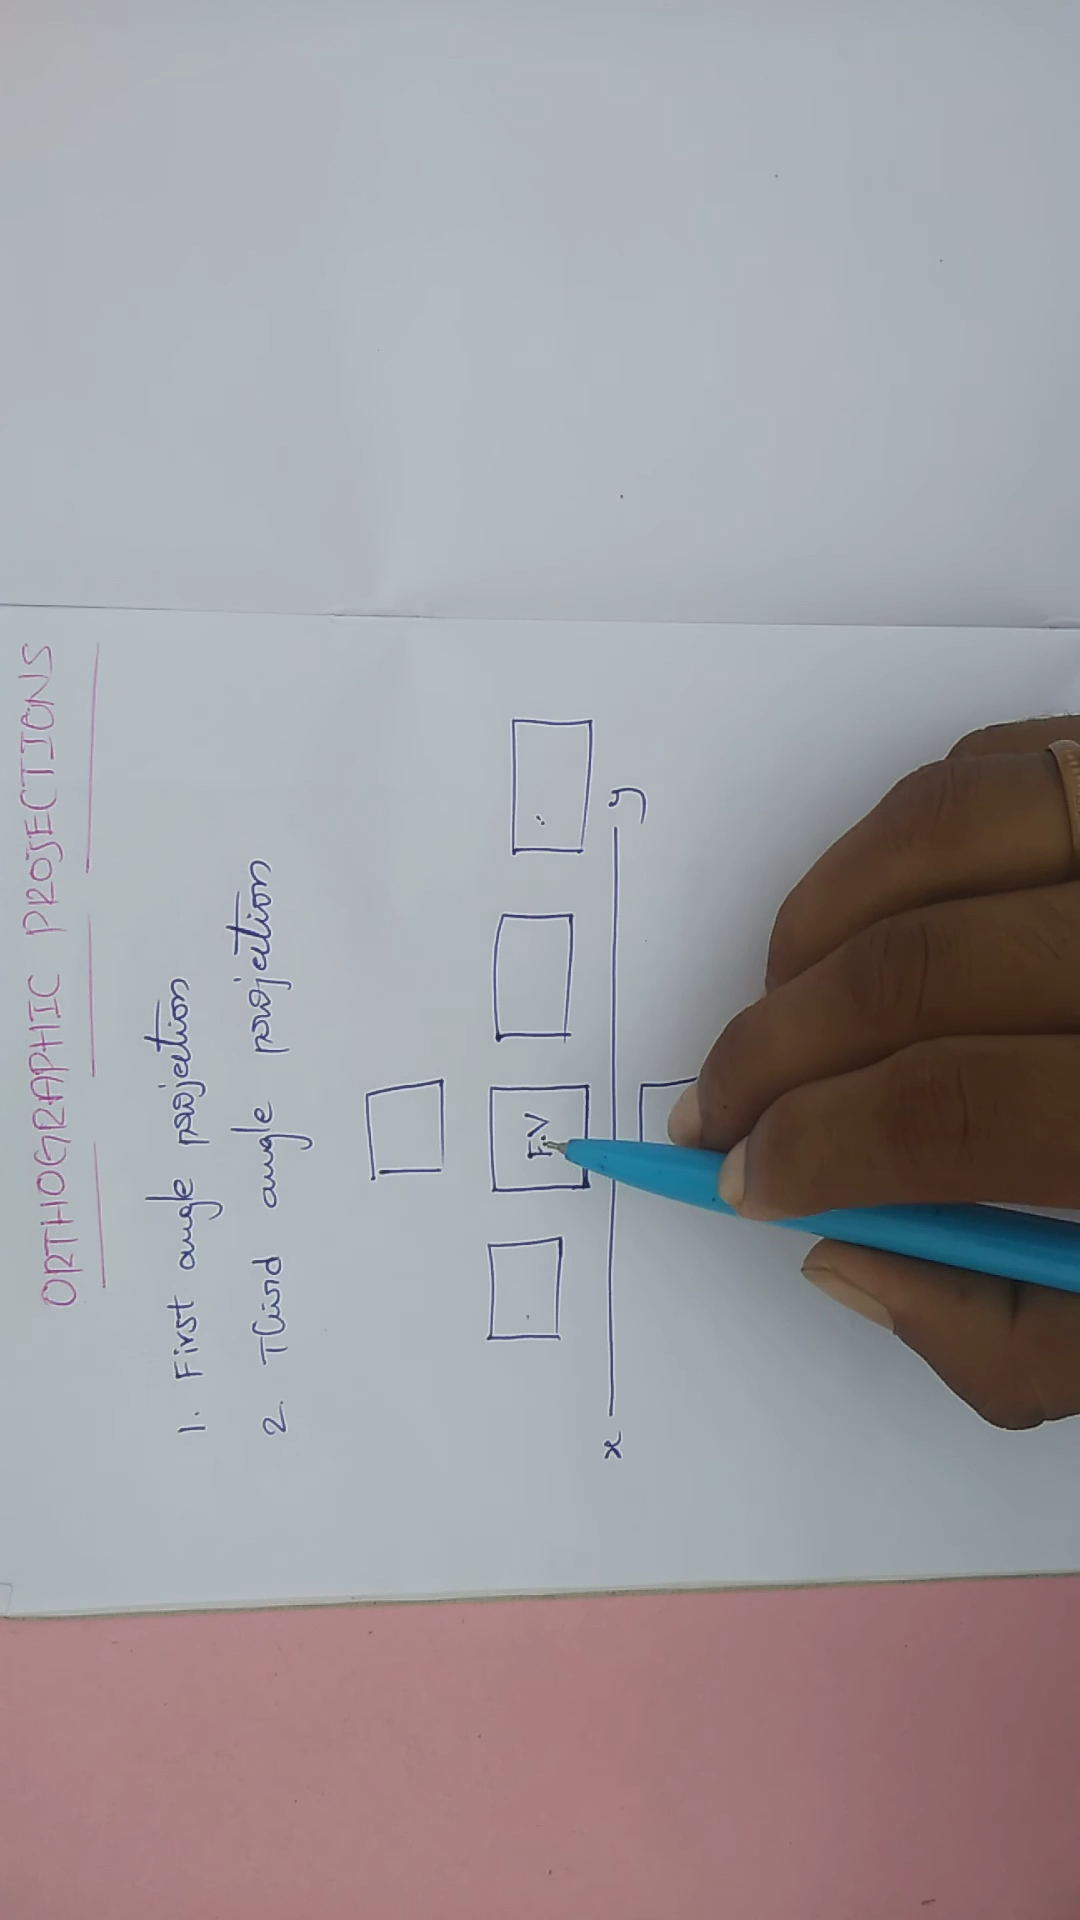 ORTHOGRAPHIC PROJECTIONS
1. First angle projection
2. Third angle projection
F.V
x y